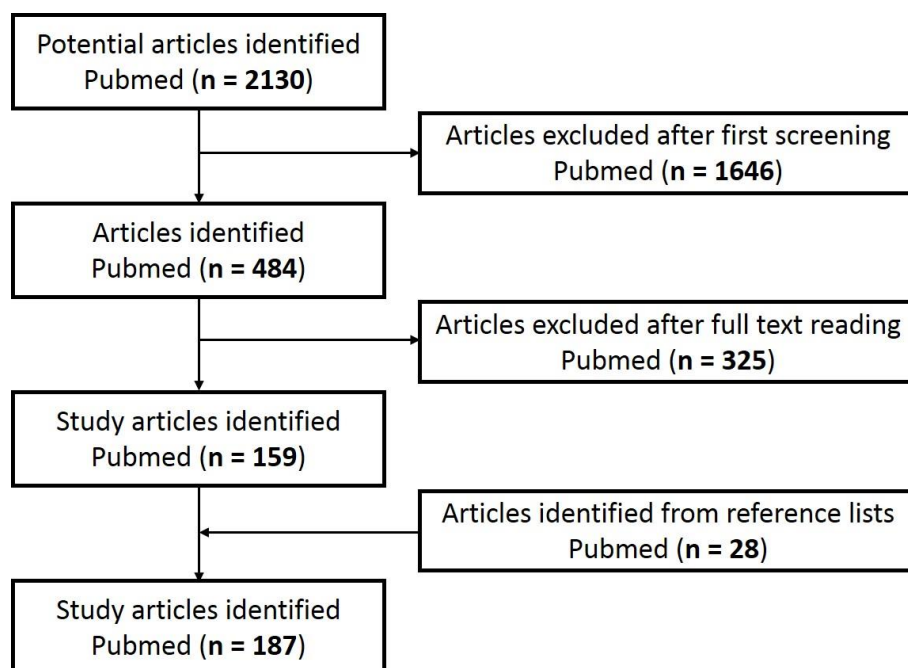 Potential articles identified
Pubmed (n = 2130)
Articles excluded after first screening
Pubmed (n = 1646)
Articles identified
Pubmed (n = 484)
Articles excluded after full text reading
Pubmed (n = 325)
Study articles identified
Pubmed (n = 159)
Articles identified from reference lists
Pubmed (n = 28)
Study articles identified
Pubmed (n = 187)